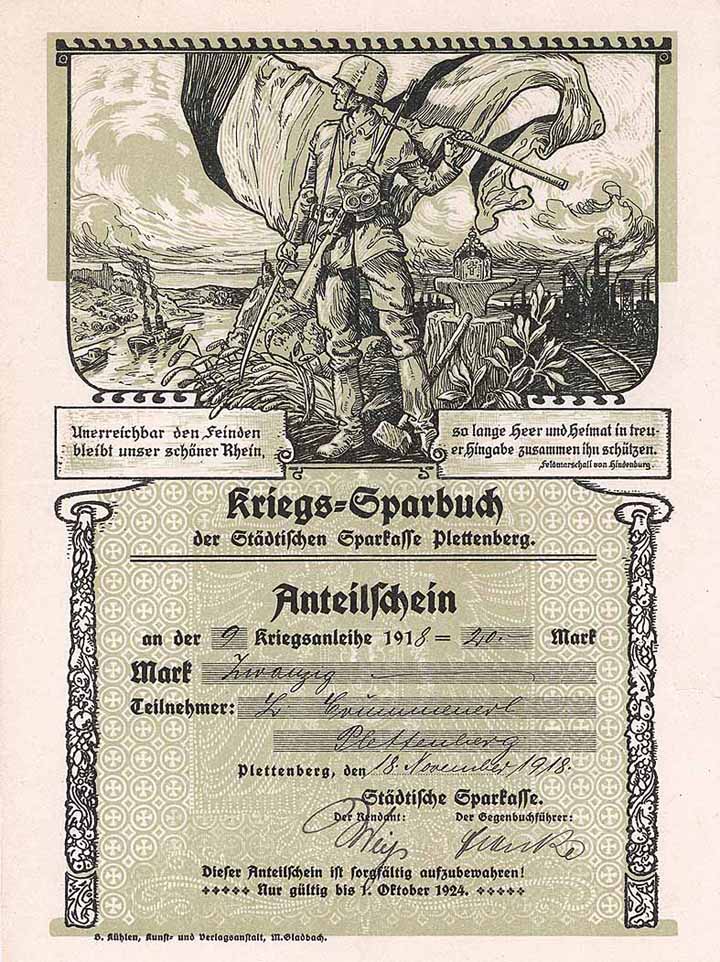 Unerreichbar den Feinden
bleibt unser schöner Rhein,
so lange Heer und Heimat in treu-
er Hingabe zusammen ihn schützen.
Feldmarschall von Hindenburg.
Kriegs-Sparbuch
der Städtischen Sparkasse Plettenberg.
Anteilschein
an der 9 Kriegsanleihe 1918 = 20.- Mark
Mark Zwanzig
Teilnehmer: Crummenerl
Plettenberg
Plettenberg, den 18. November 1918.
Städtische Sparkasse.
Der Rendant: Der Gegenbuchführer:
Franke
Dieser Anteilschein ist sorgfältig aufzubewahren!
Nur gültig bis 1. Oktober 1924.
B. Kühlen, Kunst- und Verlagsanstalt, M.Gladbach.